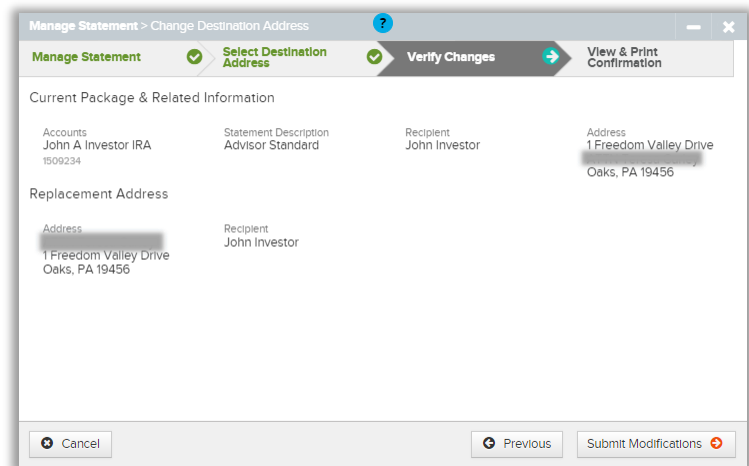 Manage Statement > Change Destination Address ?
Manage Statement
Select Destination
Address
Verify Changes
View & Print
Confirmation
Current Package & Related Information
Accounts
John A Investor IRA
1509234
Statement Description
Advisor Standard
Recipient
John Investor
Address
1 Freedom Valley Drive
Oaks, PA 19456
Replacement Address
Address
1 Freedom Valley Drive
Oaks, PA 19456
Recipient
John Investor
Cancel
Previous
Submit Modifications